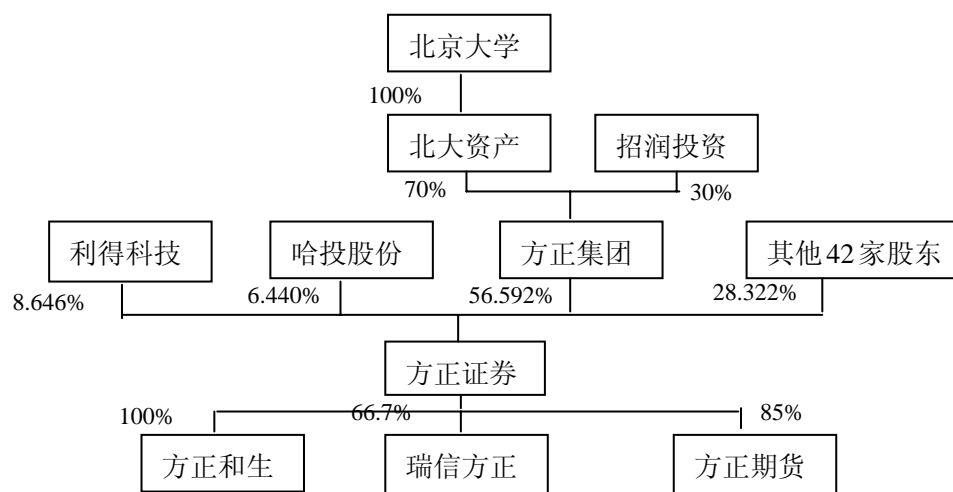 北京大学
100%
北大资产
招润投资
70%
30%
利得科技
哈投股份
方正集团
其他42家股东
8.646%
6.440%
56.592%
28.322%
方正证券
100%
66.7%
85%
方正和生
瑞信方正
方正期货